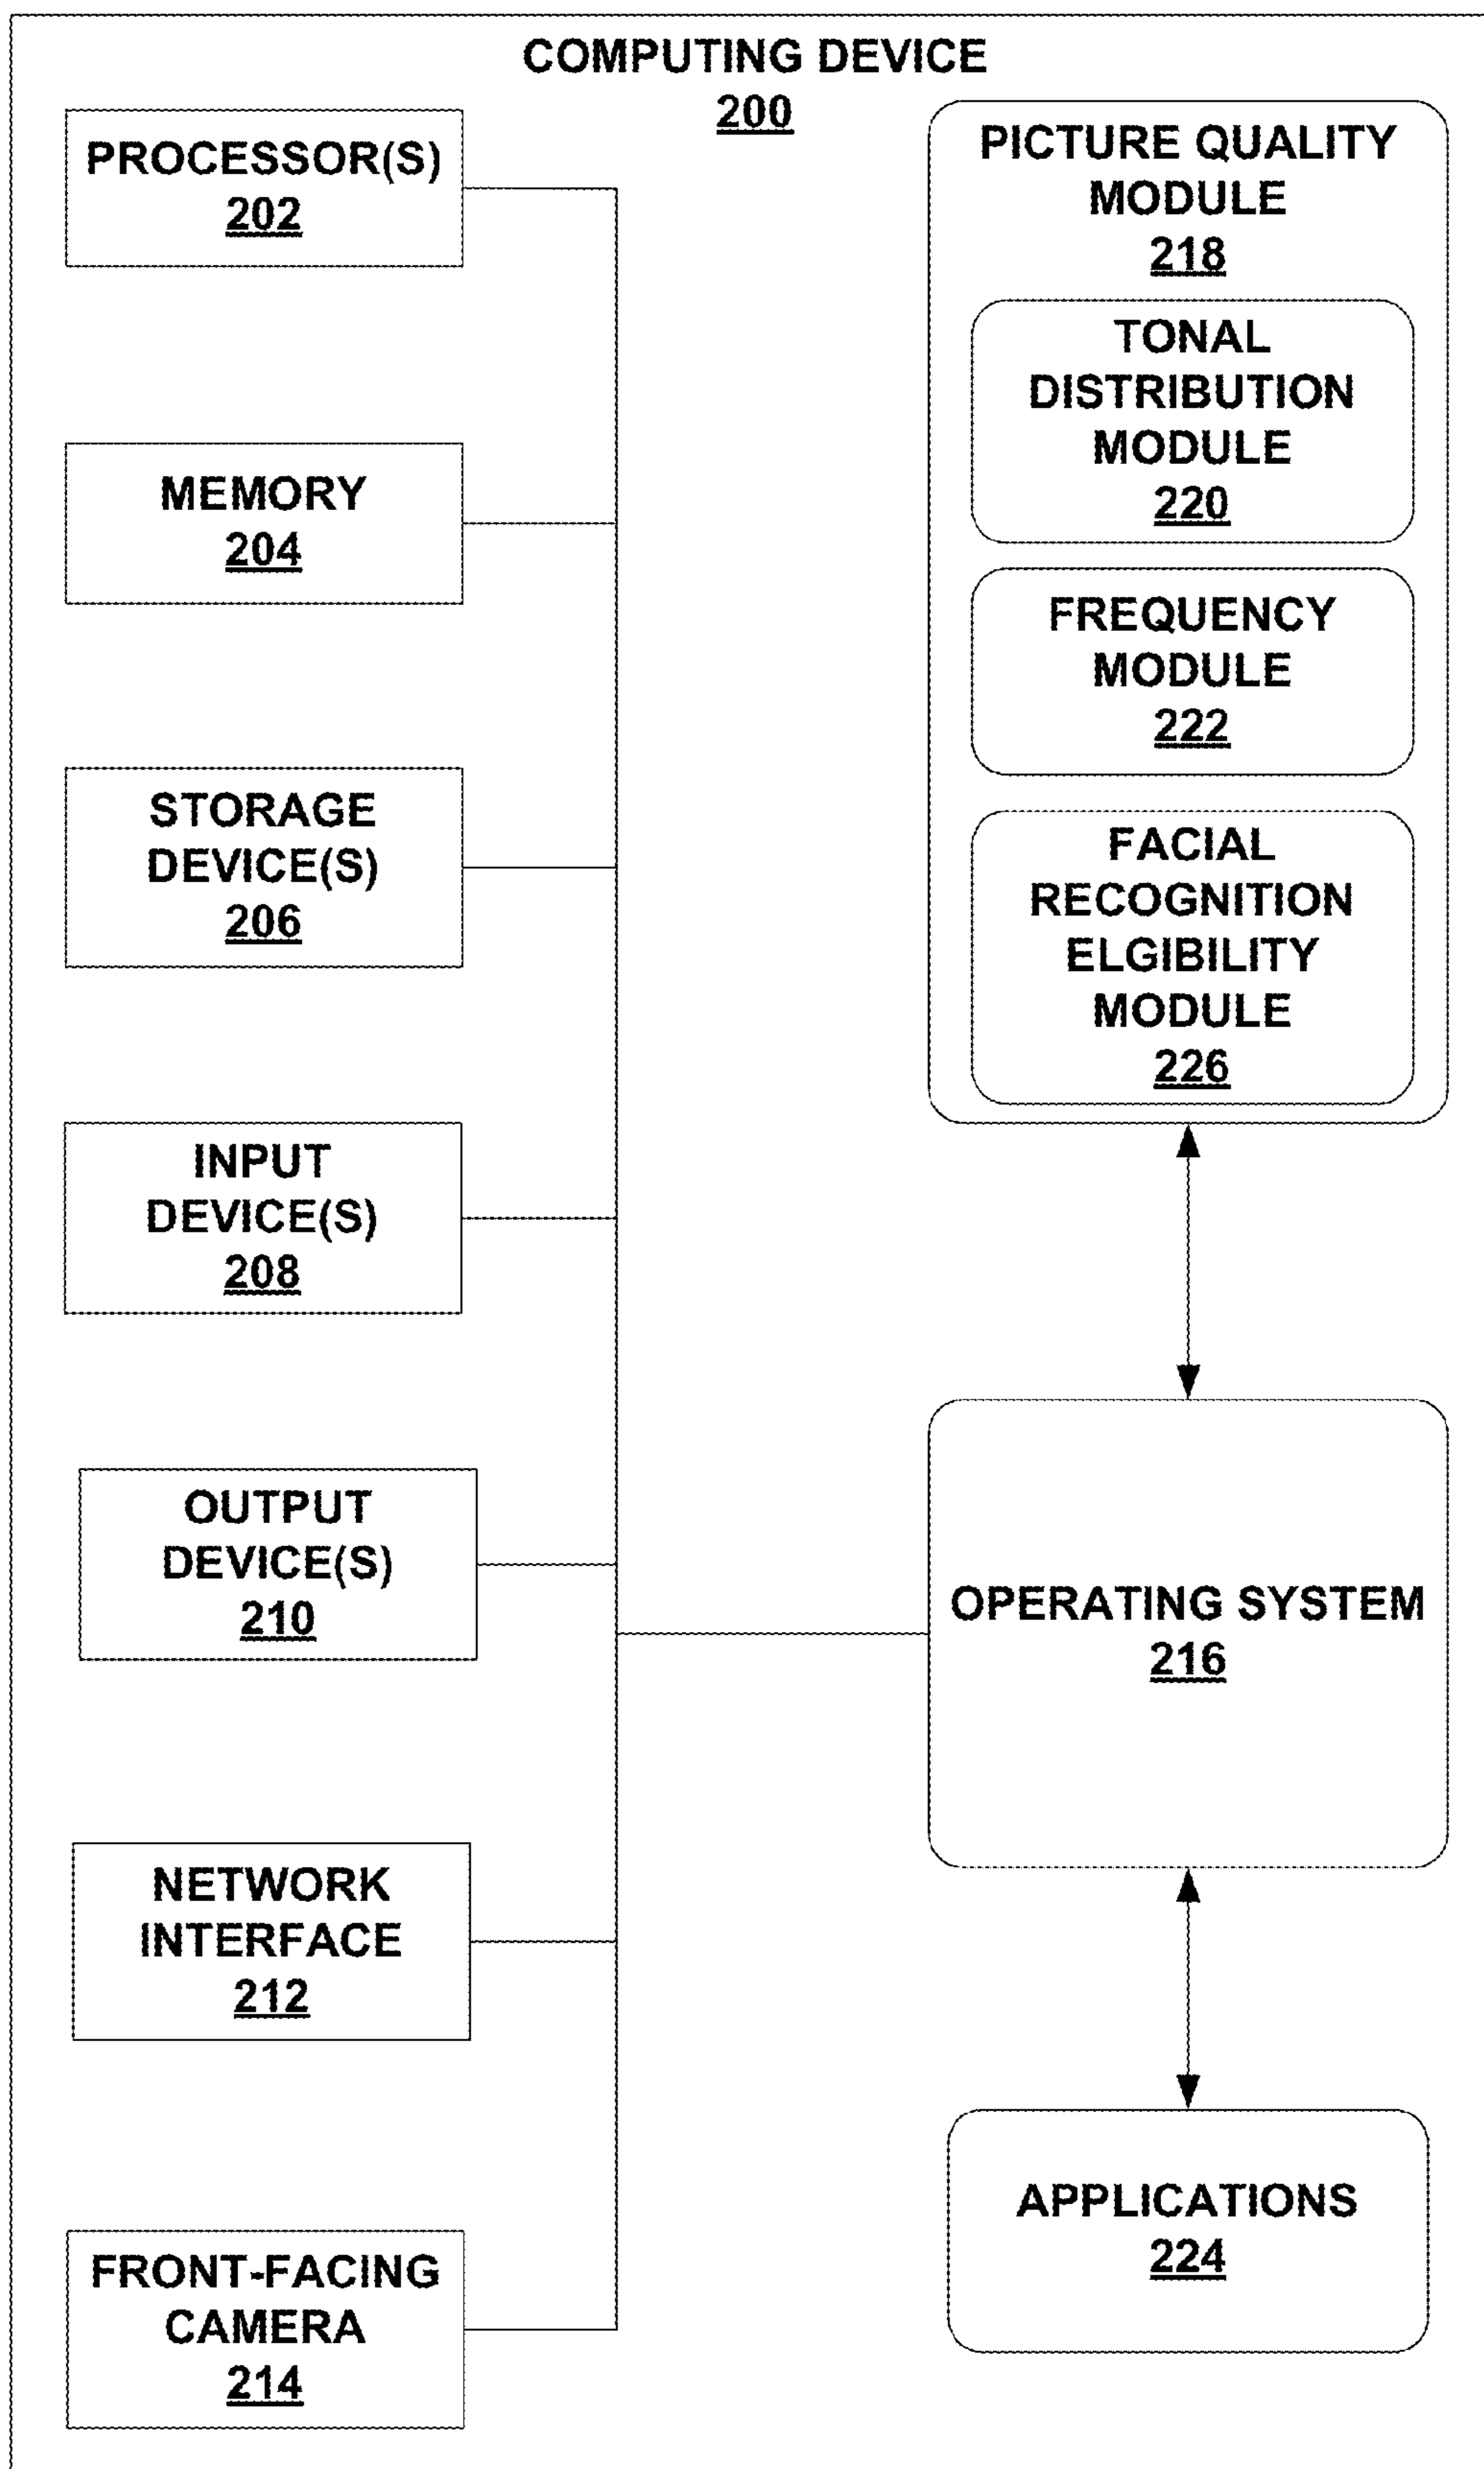 COMPUTING DEVICE
200
PROCESSOR(S)
202
MEMORY
204
STORAGE
DEVICE(S)
206
INPUT
DEVICE(S)
208
OUTPUT
DEVICE(S)
210
NETWORK
INTERFACE
212
FRONT-FACING
CAMERA
214
PICTURE QUALITY
MODULE
218
TONAL
DISTRIBUTION
MODULE
220
FREQUENCY
MODULE
222
FACIAL
RECOGNITION
ELGIBILITY
MODULE
226
OPERATING SYSTEM
216
APPLICATIONS
224